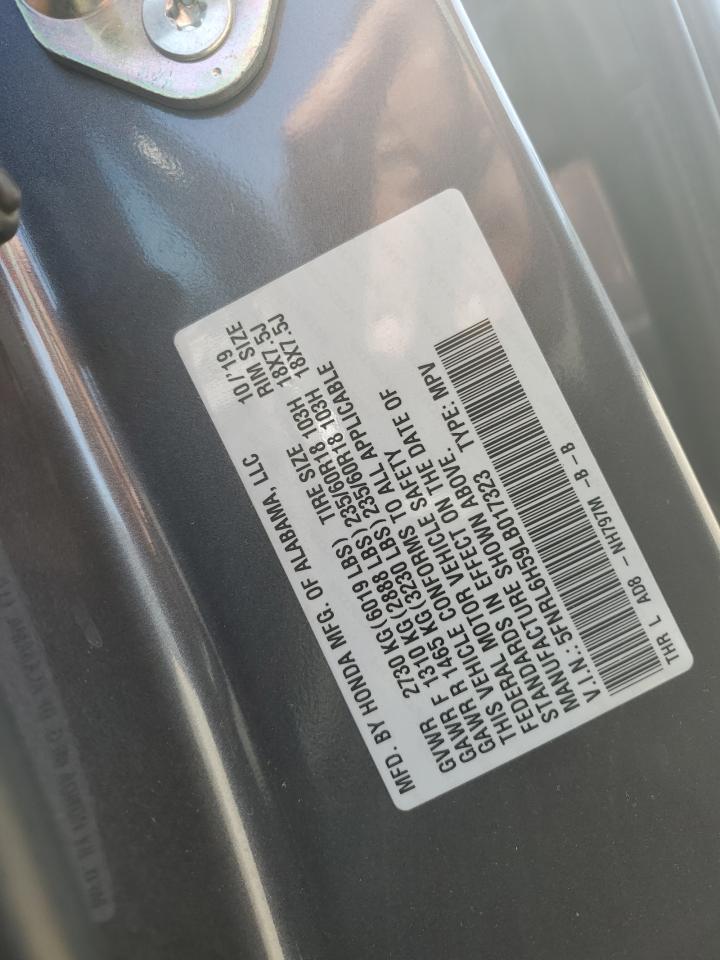 MFD. BY HONDA MFG. OF ALABAMA, LLC 10/'19
TIRE SIZE RIM SIZE
GVWR 2730 KG(6019 LBS)
GAWR F 1310 KG (2888 LBS) 235/60R18 103H 18X7.5J
GAWR R 1465 KG (3230 LBS) 235/60R18 103H 18X7.5J
THIS VEHICLE CONFORMS TO ALL APPLICABLE
FEDERAL MOTOR VEHICLE SAFETY
STANDARDS IN EFFECT ON THE DATE OF
MANUFACTURE SHOWN ABOVE.
V.I.N.: 5FNRL6H59LB017323 TYPE: MPV
THR L AD8 - NH797M -B-B